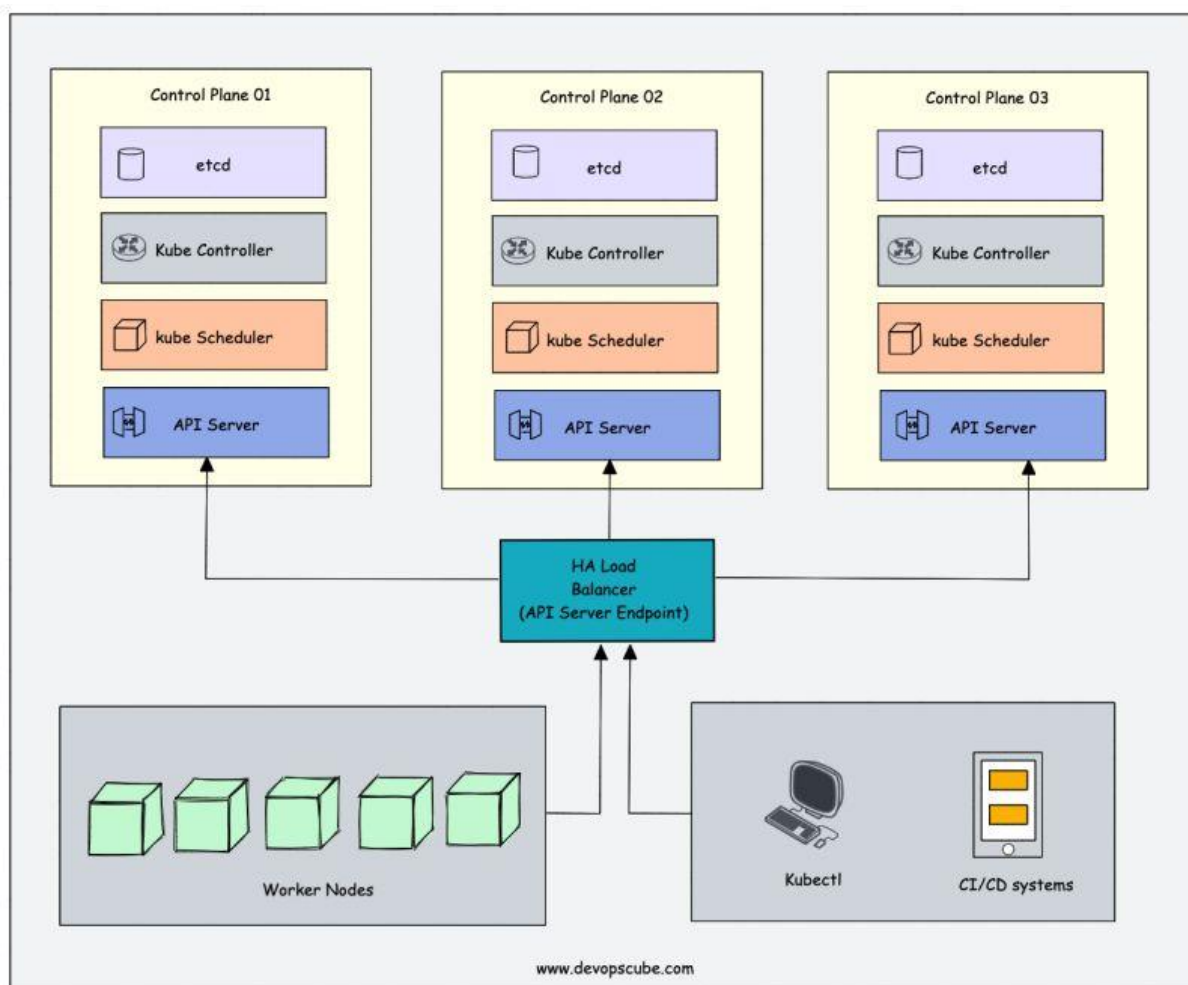 Control Plane 01
etcd
Kube Controller
kube Scheduler
API Server
Control Plane 02
etcd
Kube Controller
kube Scheduler
API Server
Control Plane 03
etcd
Kube Controller
kube Scheduler
API Server
HA Load
Balancer
(API Server Endpoint)
Worker Nodes
Kubectl
CI/CD systems
www.devopscube.com